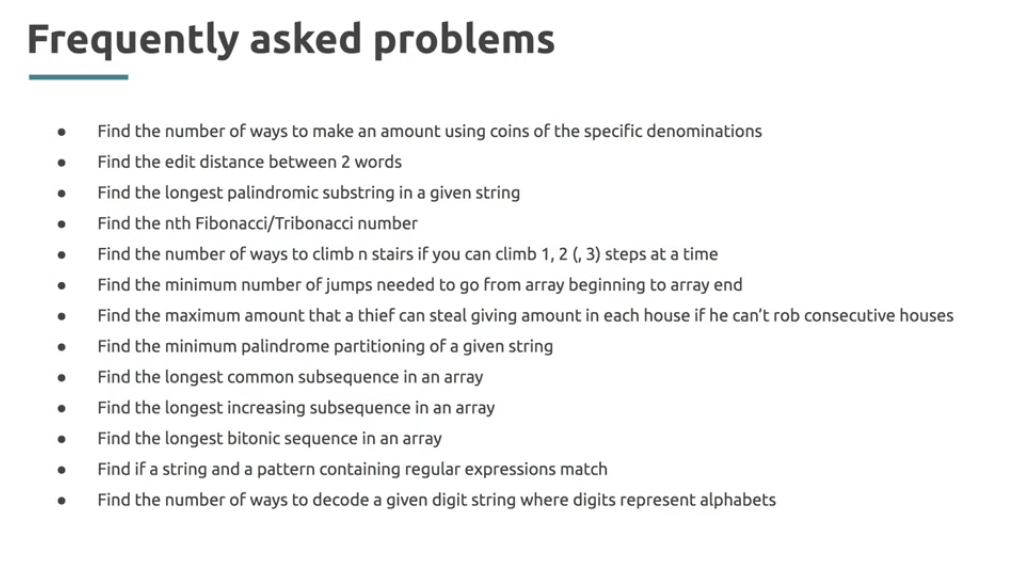 Frequently asked problems
● Find the number of ways to make an amount using coins of the specific denominations
● Find the edit distance between 2 words
● Find the longest palindromic substring in a given string
● Find the nth Fibonacci/Tribonacci number
● Find the number of ways to climb n stairs if you can climb 1, 2 (, 3) steps at a time
● Find the minimum number of jumps needed to go from array beginning to array end
● Find the maximum amount that a thief can steal giving amount in each house if he can’t rob consecutive houses
● Find the minimum palindrome partitioning of a given string
● Find the longest common subsequence in an array
● Find the longest increasing subsequence in an array
● Find the longest bitonic sequence in an array
● Find if a string and a pattern containing regular expressions match
● Find the number of ways to decode a given digit string where digits represent alphabets